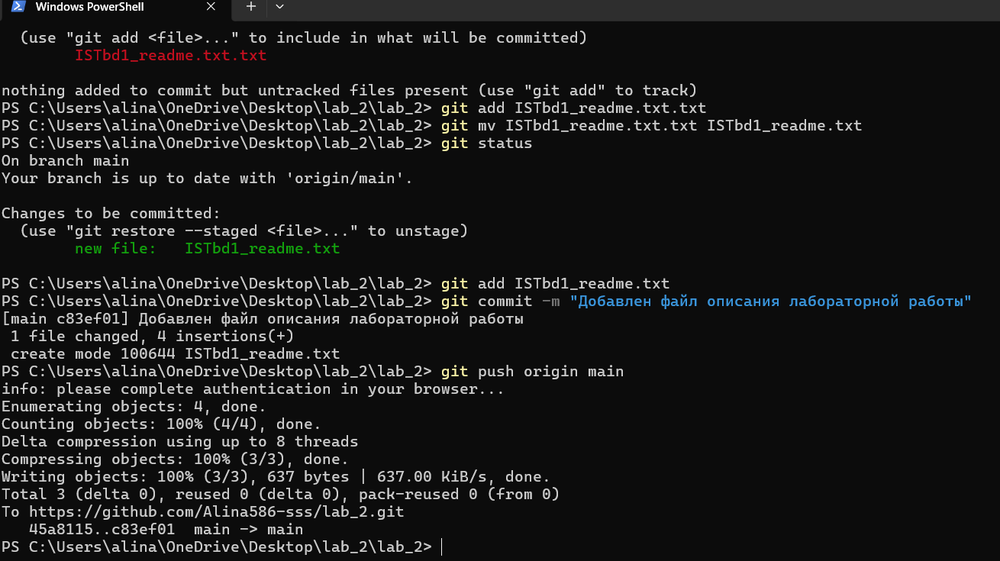 Windows PowerShell
(use "git add <file>..." to include in what will be committed)
ISTbd1_readme.txt.txt
nothing added to commit but untracked files present (use "git add" to track)
PS C:\Users\alina\OneDrive\Desktop\lab_2\lab_2> git add ISTbd1_readme.txt.txt
PS C:\Users\alina\OneDrive\Desktop\lab_2\lab_2> git mv ISTbd1_readme.txt.txt ISTbd1_readme.txt
PS C:\Users\alina\OneDrive\Desktop\lab_2\lab_2> git status
On branch main
Your branch is up to date with 'origin/main'.
Changes to be committed:
(use "git restore --staged <file>..." to unstage)
new file:   ISTbd1_readme.txt
PS C:\Users\alina\OneDrive\Desktop\lab_2\lab_2> git add ISTbd1_readme.txt
PS C:\Users\alina\OneDrive\Desktop\lab_2\lab_2> git commit -m "Добавлен файл описания лабораторной работы"
[main c83ef01] Добавлен файл описания лабораторной работы
1 file changed, 4 insertions(+)
create mode 100644 ISTbd1_readme.txt
PS C:\Users\alina\OneDrive\Desktop\lab_2\lab_2> git push origin main
info: please complete authentication in your browser...
Enumerating objects: 4, done.
Counting objects: 100% (4/4), done.
Delta compression using up to 8 threads
Compressing objects: 100% (3/3), done.
Writing objects: 100% (3/3), 637 bytes | 637.00 KiB/s, done.
Total 3 (delta 0), reused 0 (delta 0), pack-reused 0 (from 0)
To https://github.com/Alina586-sss/lab_2.git
45a8115..c83ef01  main -> main
PS C:\Users\alina\OneDrive\Desktop\lab_2\lab_2>